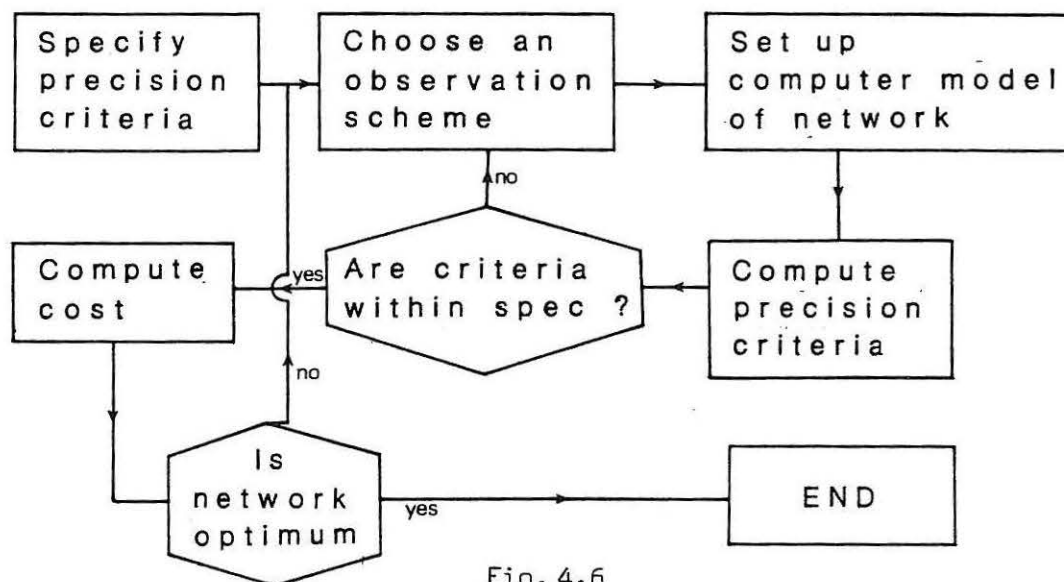 Specify
precision
criteria
Choose an
observation
scheme
Set up
computer model
of network
no
Compute
cost
yes
Are criteria
within spec ?
Compute
precision
criteria
no
Is
network
optimum
yes
END
Fig. 4.6